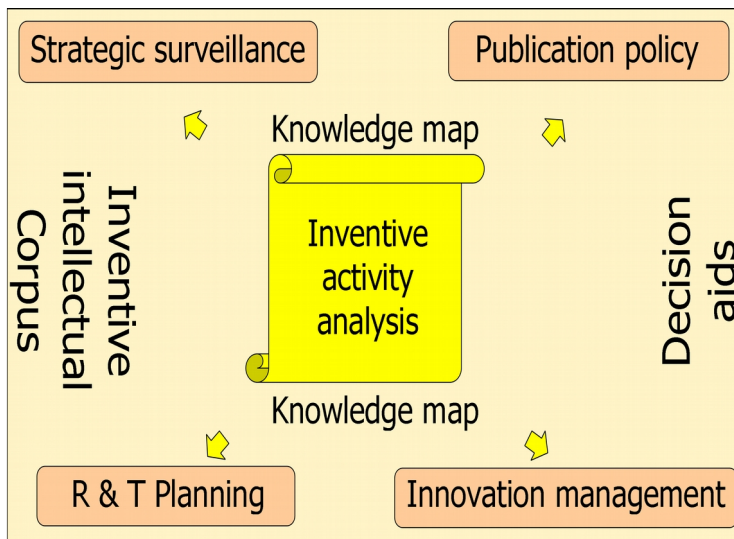 Strategic surveillance
Publication policy
Knowledge map
Inventive
intellectual
Corpus
Inventive
activity
analysis
Decision
aids
Knowledge map
R & T Planning
Innovation management